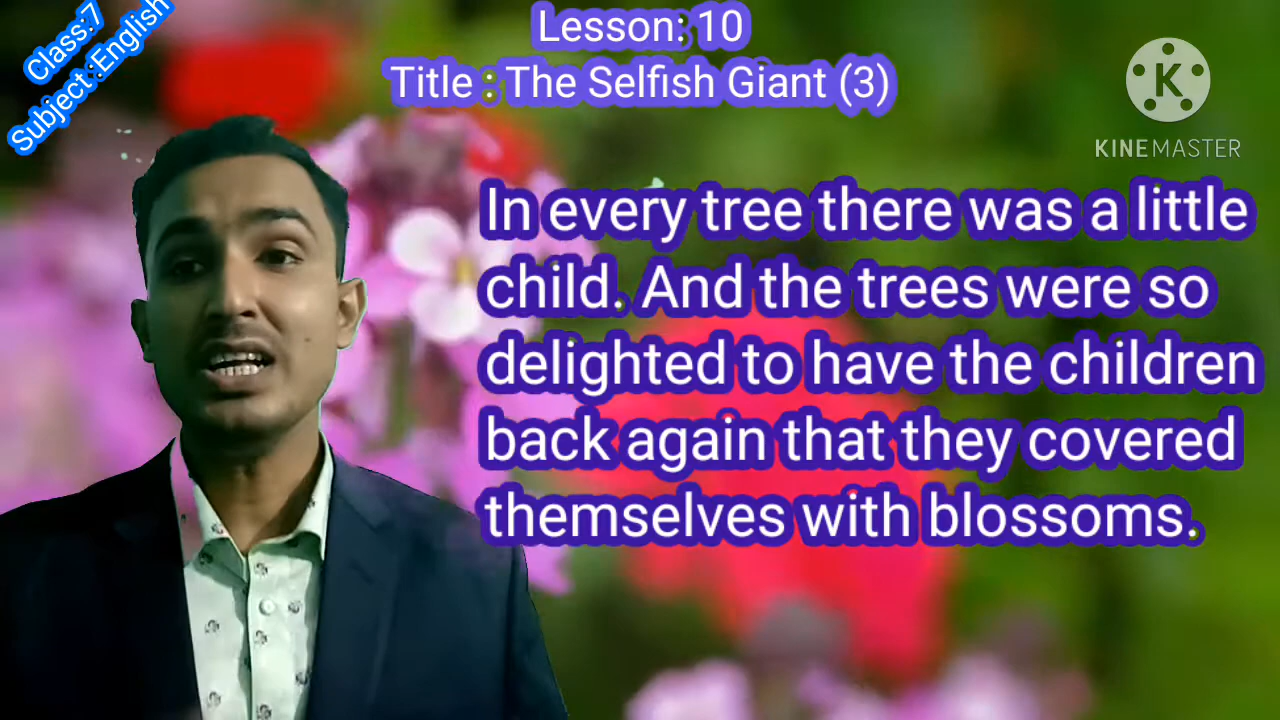 Class:7
Subject:English
Lesson: 10
Title : The Selfish Giant (3)
KINEMASTER
In every tree there was a little
child. And the trees were so
delighted to have the children
back again that they covered
themselves with blossoms.